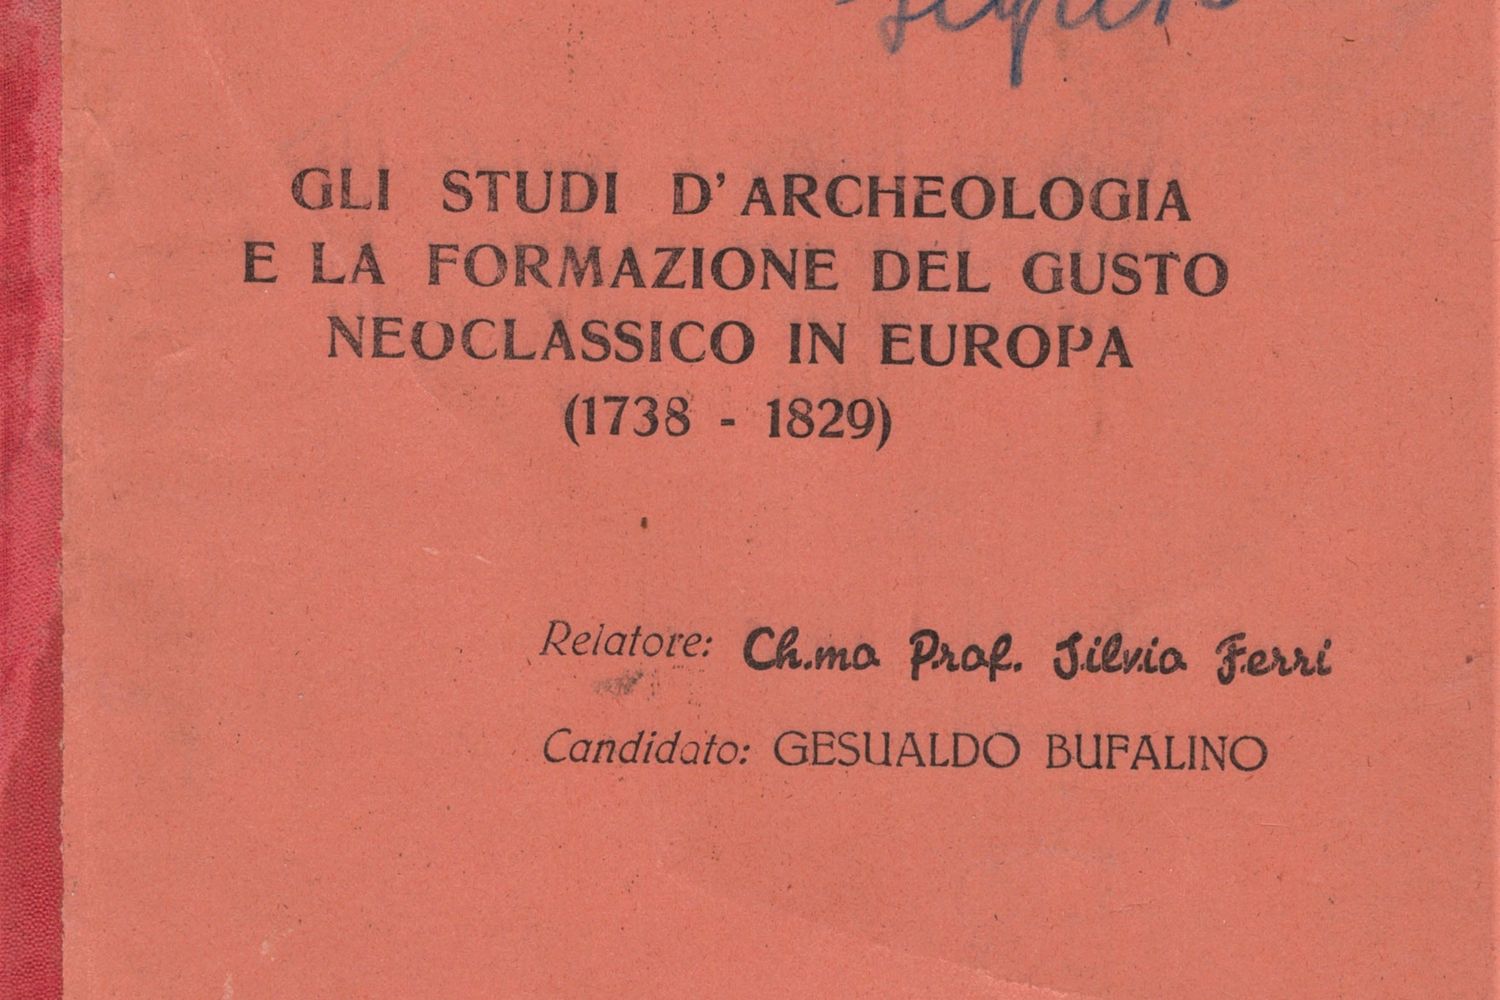 GLI STUDI D'ARCHEOLOGIA
E LA FORMAZIONE DEL GUSTO
NEOCLASSICO IN EUROPA
(1738 - 1829)
Relatore: Ch.mo Prof. Silvio Ferri
Candidato: GESUALDO BUFALINO